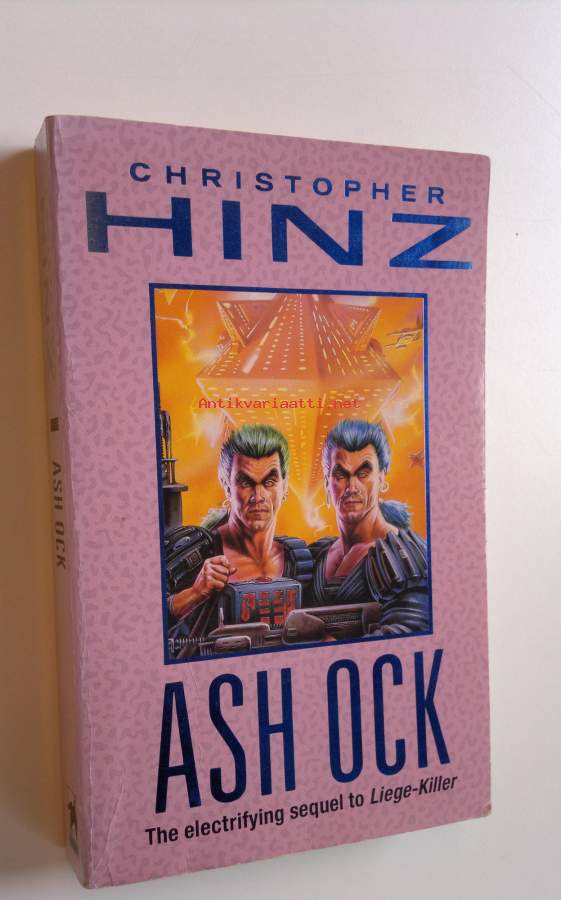 CHRISTOPHER
HINZ
Antikvariaatti.net
ASH OCK
The electrifying sequel to Liege-Killer
ASH OCK